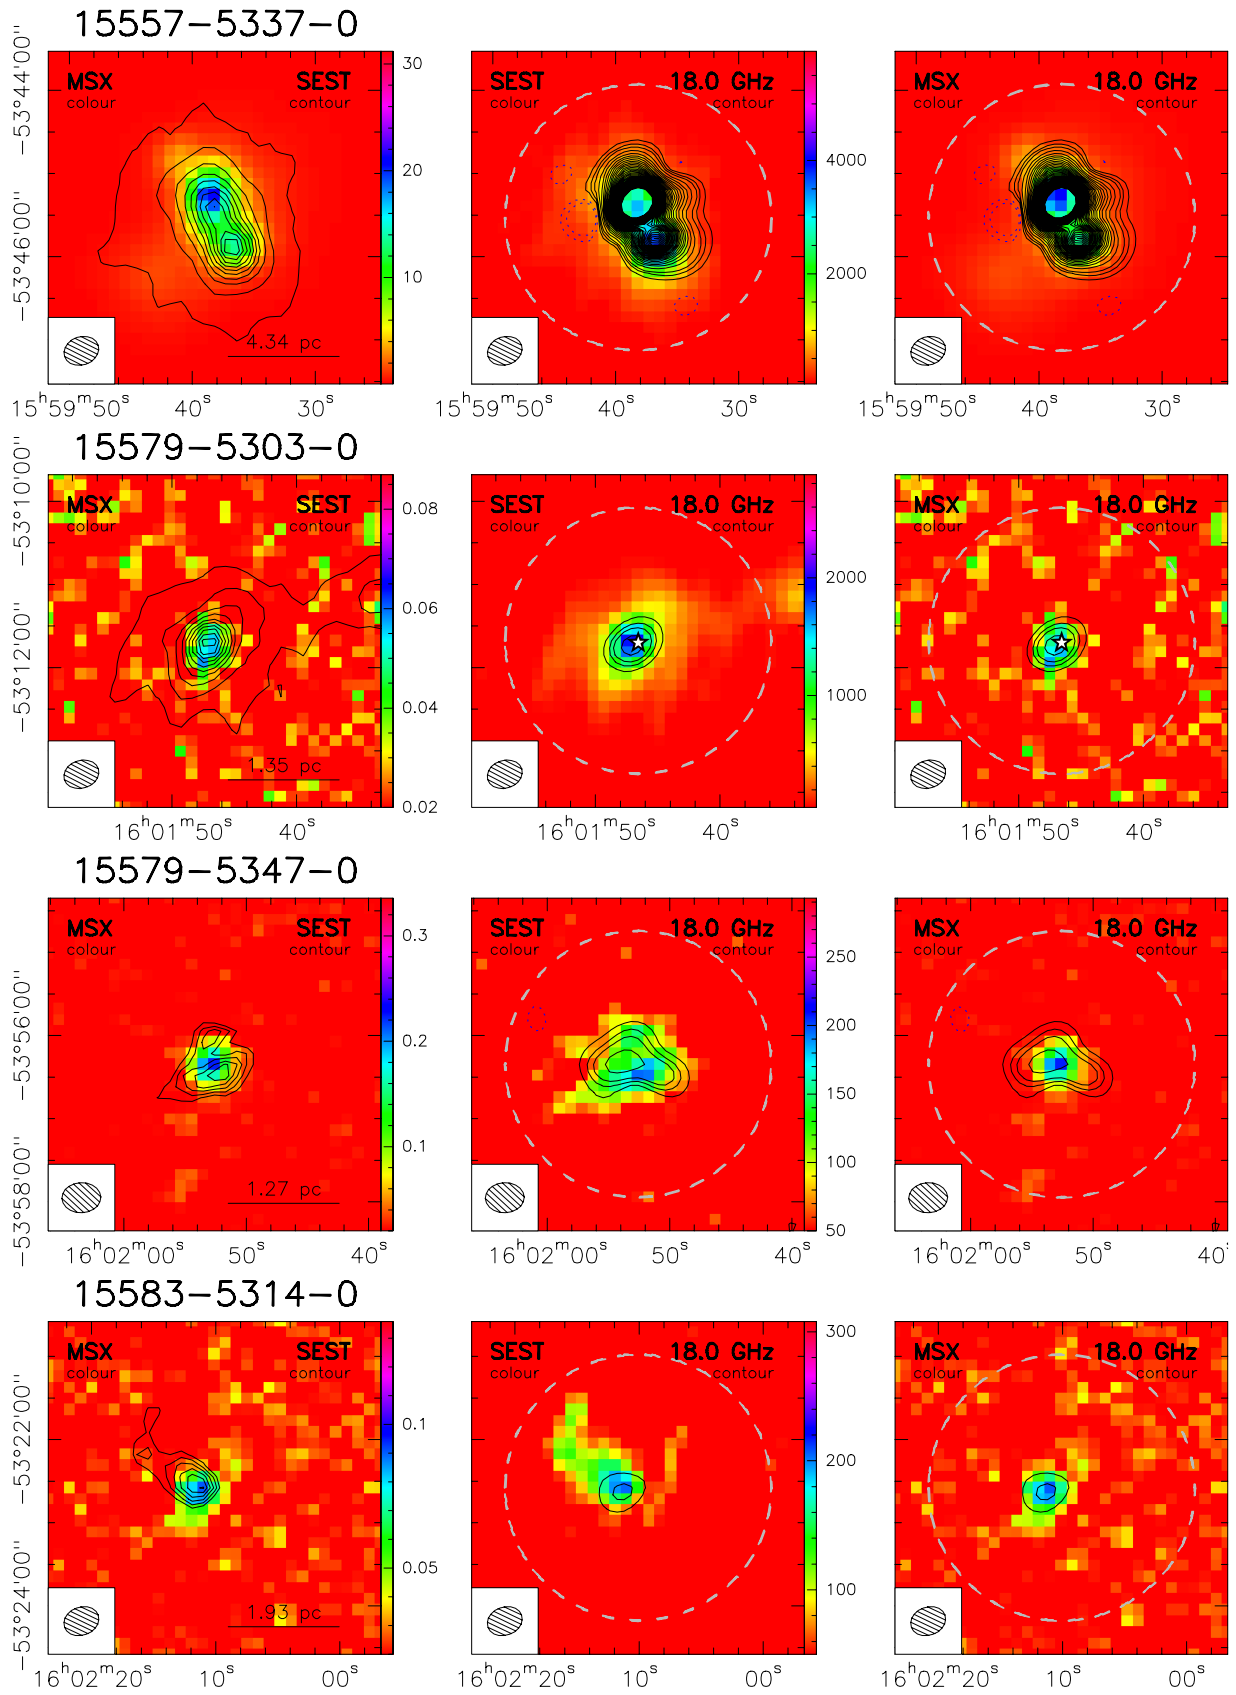 15557−5337−0
MSX SEST
colour contour
SEST 18.0 GHz
colour contour
MSX 18.0 GHz
colour contour
−53°44'00"
−53°46'00"
30
20
10
4000
2000
4.34 pc
15ʰ59ᵐ50ˢ 40ˢ 30ˢ
15ʰ59ᵐ50ˢ 40ˢ 30ˢ
15ʰ59ᵐ50ˢ 40ˢ 30ˢ
15579−5303−0
MSX SEST
colour contour
SEST 18.0 GHz
colour contour
MSX 18.0 GHz
colour contour
−53°10'00"
−53°12'00"
0.08
0.06
0.04
0.02
2000
1000
1.35 pc
16ʰ01ᵐ50ˢ 40ˢ
16ʰ01ᵐ50ˢ 40ˢ
16ʰ01ᵐ50ˢ 40ˢ
15579−5347−0
MSX SEST
colour contour
SEST 18.0 GHz
colour contour
MSX 18.0 GHz
colour contour
−53°56'00"
−53°58'00"
0.3
0.2
0.1
250
200
150
100
50
1.27 pc
16ʰ02ᵐ00ˢ 50ˢ 40ˢ
16ʰ02ᵐ00ˢ 50ˢ 40ˢ
16ʰ02ᵐ00ˢ 50ˢ 40ˢ
15583−5314−0
MSX SEST
colour contour
SEST 18.0 GHz
colour contour
MSX 18.0 GHz
colour contour
−53°22'00"
−53°24'00"
0.1
0.05
300
200
100
1.93 pc
16ʰ02ᵐ20ˢ 10ˢ 00ˢ
16ʰ02ᵐ20ˢ 10ˢ 00ˢ
16ʰ02ᵐ20ˢ 10ˢ 00ˢ